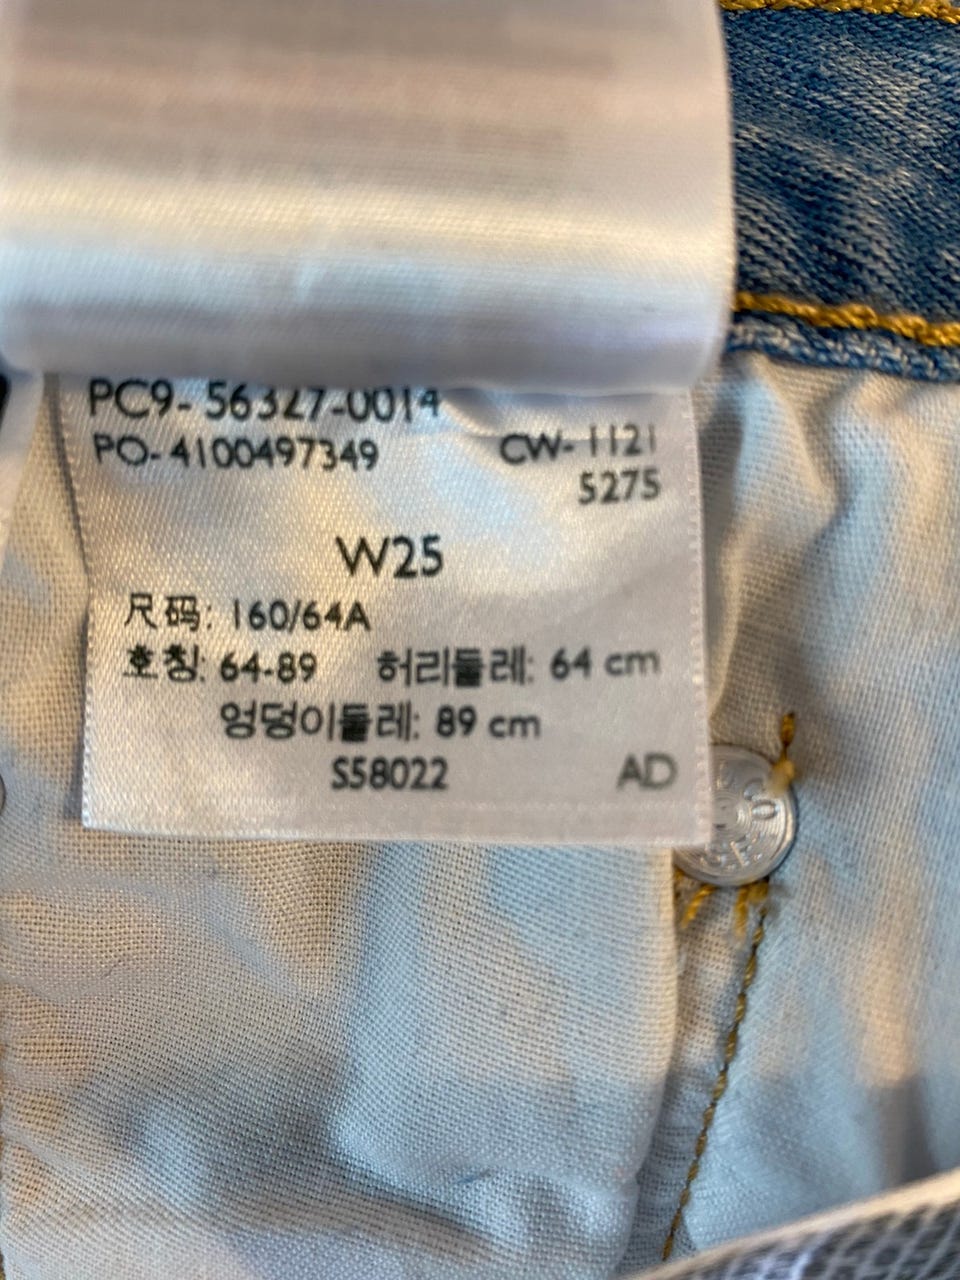 PC9- 56327-0014
PO- 4100497349 CW- 1121
5275
W25
尺码: 160/64A
호칭: 64-89 허리둘레: 64 cm
엉덩이둘레: 89 cm
S58022 AD